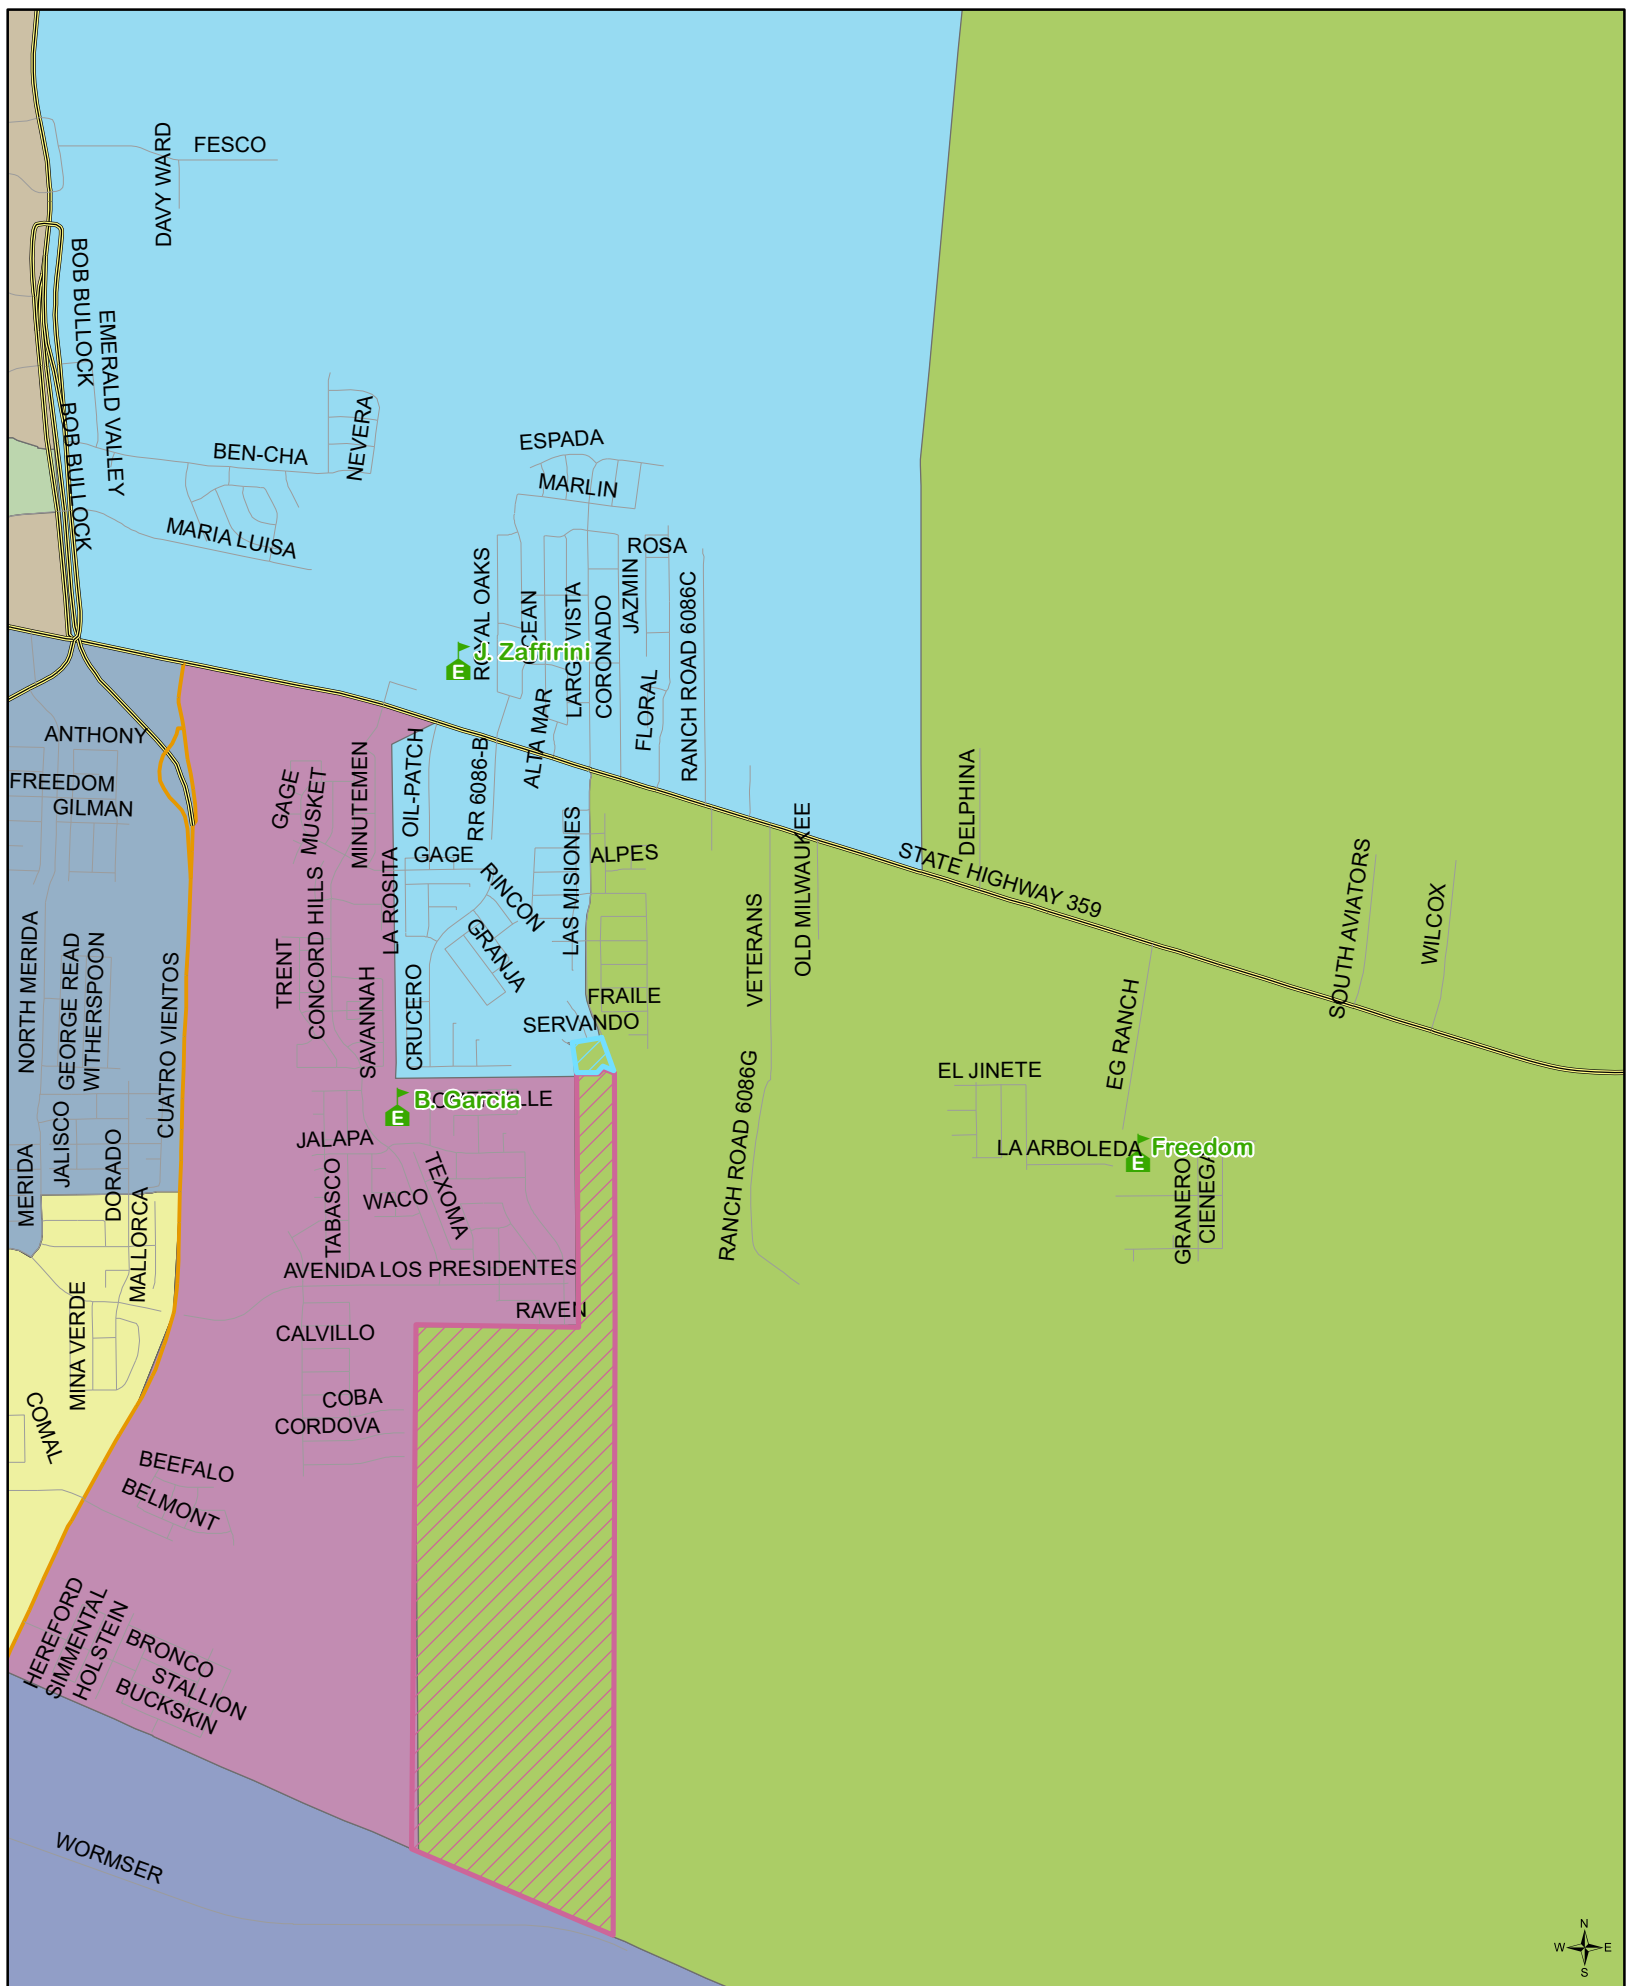 FESCO
DAVY WARD
BOB BULLOCK
EMERALD VALLEY
BOB BULLOCK
NEVERA
BEN-CHA
MARIA LUISA
ESPADA
MARLIN
ROSA
ROYAL OAKS
OCEAN
LARGA VISTA
CORONADO
JAZMIN
RANCH ROAD 6086C
FLORAL
ALTA MAR
J. Zaffirini
E
ANTHONY
FREEDOM
GILMAN
GAGE
MUSKET
MINUTEMEN
OIL-PATCH
RR 6086-B
GAGE
RINCON
LAS MISIONES
ALPES
DELPHINA
OLD MILWAUKEE
STATE HIGHWAY 359
SOUTH AVIATORS
WILCOX
VETERANS
LA ROSITA
CONCORD HILLS
TRENT
GRANJA
NORTH MERIDA
GEORGE READ
WITHERSPOON
CUATRO VIENTOS
SAVANNAH
CRUCERO
FRAILE
SERVANDO
EG RANCH
EL JINETE
RANCH ROAD 6086G
B. Garcia
E
JALISCO
DORADO
MERIDA
MALLORCA
JALAPA
TABASCO
WACO
TEXOMA
LA ARBOLEDA
Freedom
E
GRANERO
CIENEGA
AVENIDA LOS PRESIDENTES
RAVEN
CALVILLO
MINA VERDE
COBA
CORDOVA
COMAL
BEEFALO
BELMONT
HEREFORD
SIMMENTAL
HOLSTEIN
BRONCO
STALLION
BUCKSKIN
WORMSER
N
W
E
S